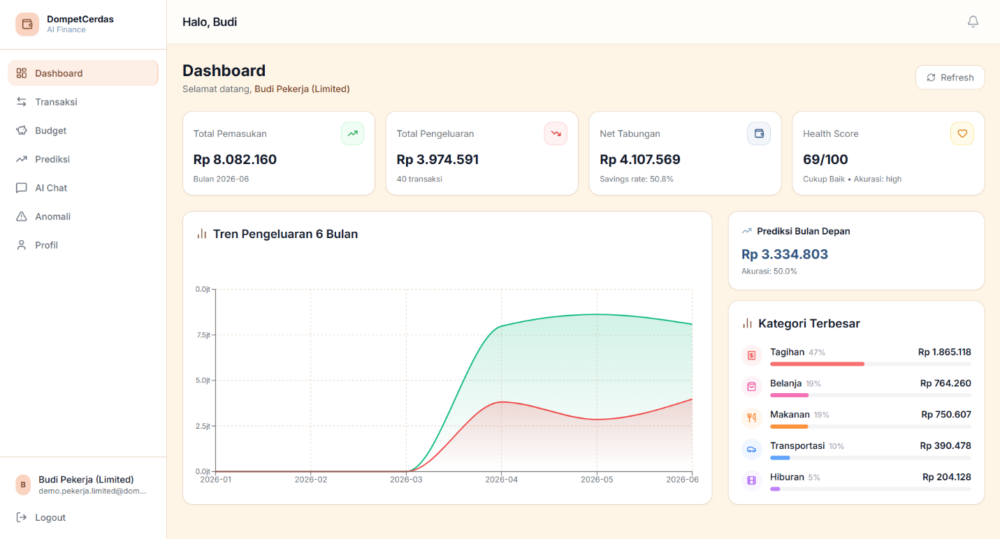 DompetCerdas
AI Finance
Dashboard
Transaksi
Budget
Prediksi
AI Chat
Anomali
Profil
B
Budi Pekerja (Limited)
demo.pekerja.limited@dom...
Logout
Halo, Budi
Dashboard
Selamat datang, Budi Pekerja (Limited)
Refresh
Total Pemasukan
Rp 8.082.160
Bulan 2026-06
Total Pengeluaran
Rp 3.974.591
40 transaksi
Net Tabungan
Rp 4.107.569
Savings rate: 50.8%
Health Score
69/100
Cukup Baik • Akurasi: high
Tren Pengeluaran 6 Bulan
0.0jt
7.5jt
5.0jt
2.5jt
0.0jt
2026-01 2026-02 2026-03 2026-04 2026-05 2026-06
Prediksi Bulan Depan
Rp 3.334.803
Akurasi: 50.0%
Kategori Terbesar
Tagihan 47% Rp 1.865.118
Belanja 19% Rp 764.260
Makanan 19% Rp 750.607
Transportasi 10% Rp 390.478
Hiburan 5% Rp 204.128